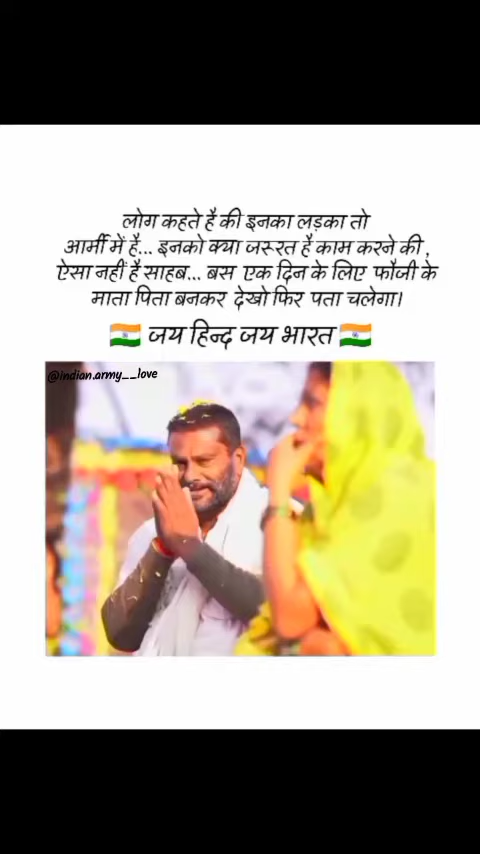 लोग कहते है की इनका लड़का तो
आर्मी में है... इनको क्या जरूरत है काम करने की ,
ऐसा नहीं है साहब... बस एक दिन के लिए फौजी के
माता पिता बनकर देखो फिर पता चलेगा।
🇮🇳 जय हिन्द जय भारत 🇮🇳
@indian.army__love